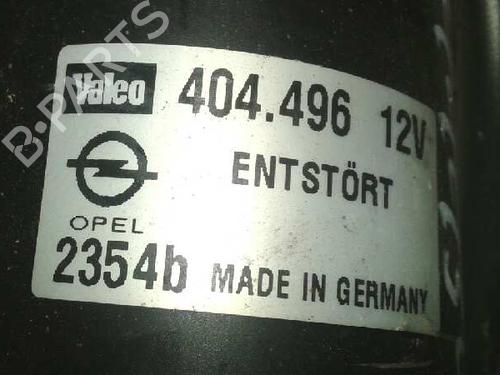 Valeo 404.496 12V
ENTSTÖRT
OPEL
2354b MADE IN GERMANY
B-PARTS